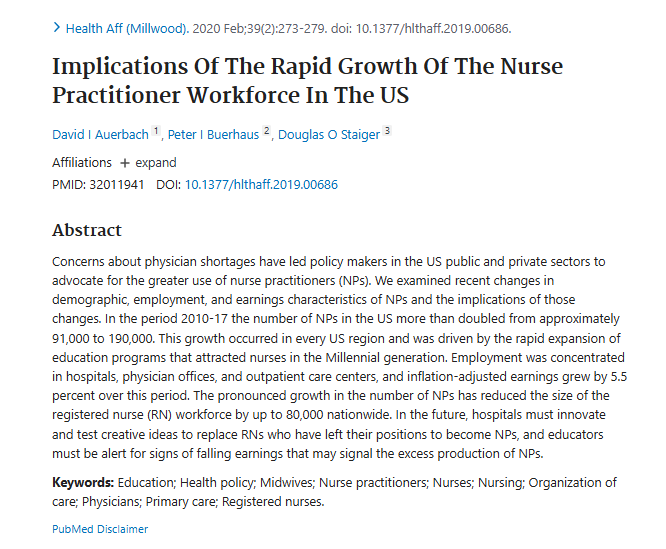 Health Aff (Millwood). 2020 Feb;39(2):273-279. doi: 10.1377/hlthaff.2019.00686.
Implications Of The Rapid Growth Of The Nurse
Practitioner Workforce In The US
David I Auerbach 1, Peter I Buerhaus 2, Douglas O Staiger 3
Affiliations + expand
PMID: 32011941 DOI: 10.1377/hlthaff.2019.00686
Abstract
Concerns about physician shortages have led policy makers in the US public and private sectors to
advocate for the greater use of nurse practitioners (NPs). We examined recent changes in
demographic, employment, and earnings characteristics of NPs and the implications of those
changes. In the period 2010-17 the number of NPs in the US more than doubled from approximately
91,000 to 190,000. This growth occurred in every US region and was driven by the rapid expansion of
education programs that attracted nurses in the Millennial generation. Employment was concentrated
in hospitals, physician offices, and outpatient care centers, and inflation-adjusted earnings grew by 5.5
percent over this period. The pronounced growth in the number of NPs has reduced the size of the
registered nurse (RN) workforce by up to 80,000 nationwide. In the future, hospitals must innovate
and test creative ideas to replace RNs who have left their positions to become NPs, and educators
must be alert for signs of falling earnings that may signal the excess production of NPs.
Keywords: Education; Health policy; Midwives; Nurse practitioners; Nurses; Nursing; Organization of
care; Physicians; Primary care; Registered nurses.
PubMed Disclaimer